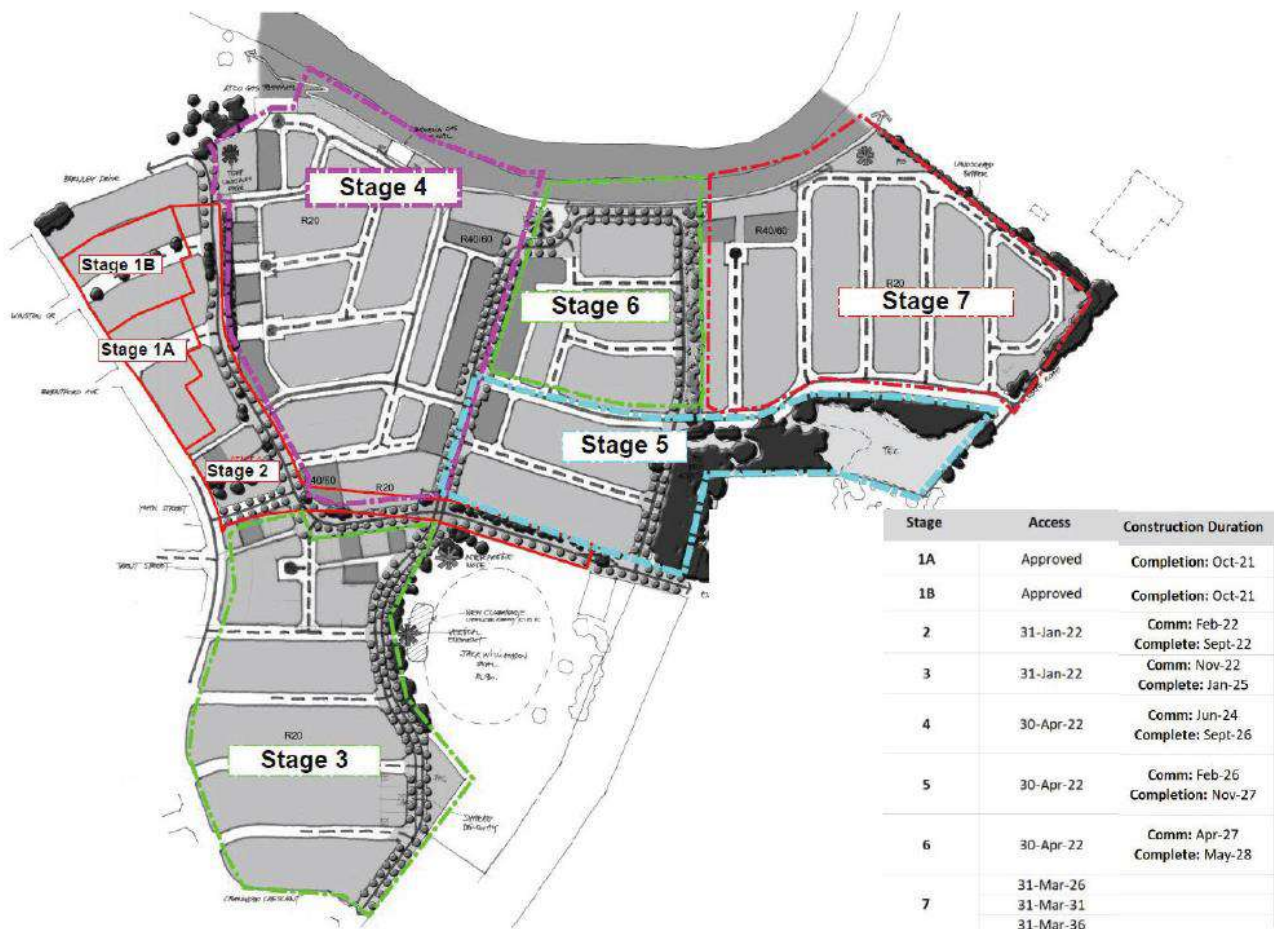 ATCO GAS
Stage 4
R20
R40/60
Stage 1B
Stage 1A
Stage 2
40/60
R20
Stage 6
R40/60
R20
Stage 7
POS
Stage 5
TEC
R20
Stage 3
Stage Access Construction Duration
1A Approved Completion: Oct-21
1B Approved Completion: Oct-21
2 31-Jan-22 Comm: Feb-22
Complete: Sept-22
3 31-Jan-22 Comm: Nov-22
Complete: Jan-25
4 30-Apr-22 Comm: Jun-24
Complete: Sept-26
5 30-Apr-22 Comm: Feb-26
Completion: Nov-27
6 30-Apr-22 Comm: Apr-27
Complete: May-28
7 31-Mar-26
31-Mar-31
31-Mar-36